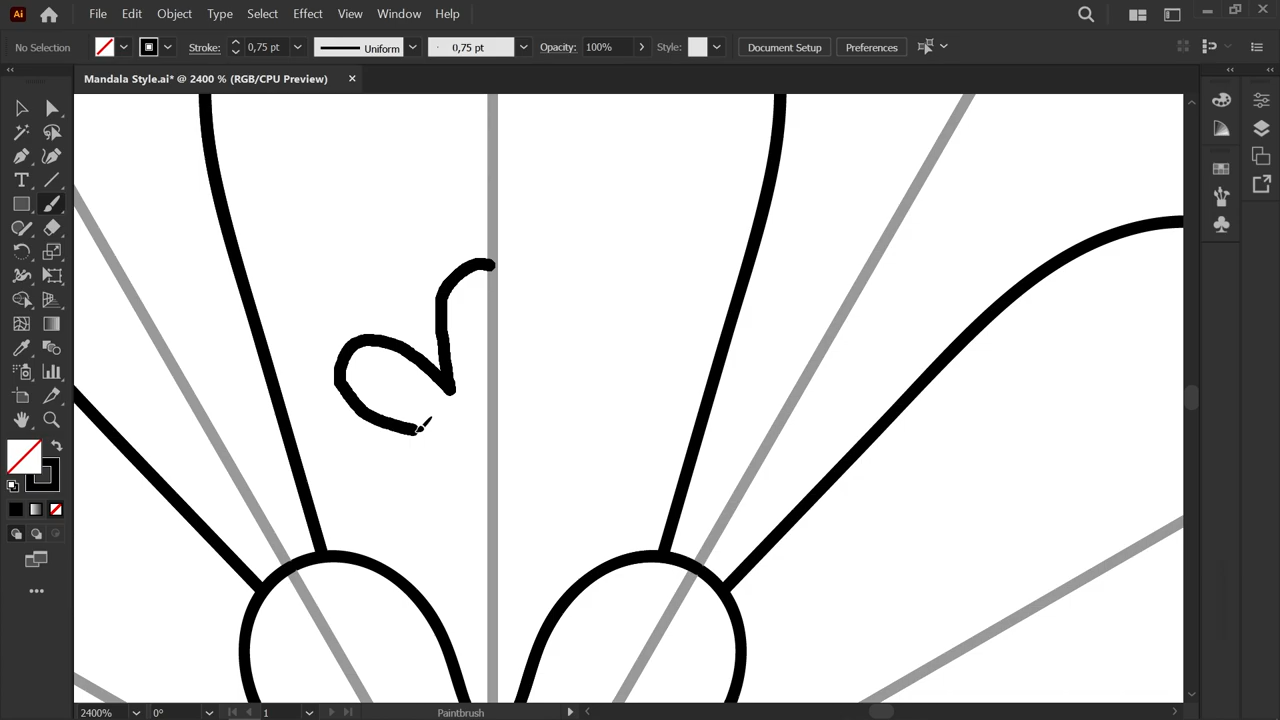 Ai File Edit Object Type Select Effect View Window Help
No Selection Stroke: 0,75 pt Uniform 0,75 pt Opacity: 100% Style: Document Setup Preferences
Mandala Style.ai* @ 2400 % (RGB/CPU Preview)
T
2400% 0° 1 Paintbrush